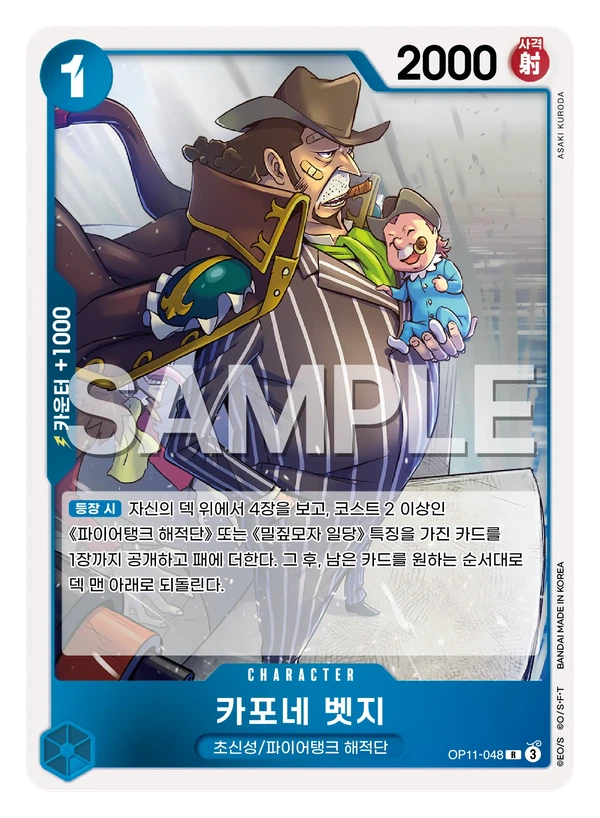 1
2000
사격
射
ASAKI KURODA
카운터 +1000
SAMPLE
등장 시 자신의 덱 위에서 4장을 보고, 코스트 2 이상인
《파이어탱크 해적단》 또는 《밀짚모자 일당》 특징을 가진 카드를
1장까지 공개하고 패에 더한다. 그 후, 남은 카드를 원하는 순서대로
덱 맨 아래로 되돌린다.
CHARACTER
카포네 벳지
초신성/파이어탱크 해적단
OP11-048 R 3
©EO/S ©O/S·F·T BANDAI MADE IN KOREA